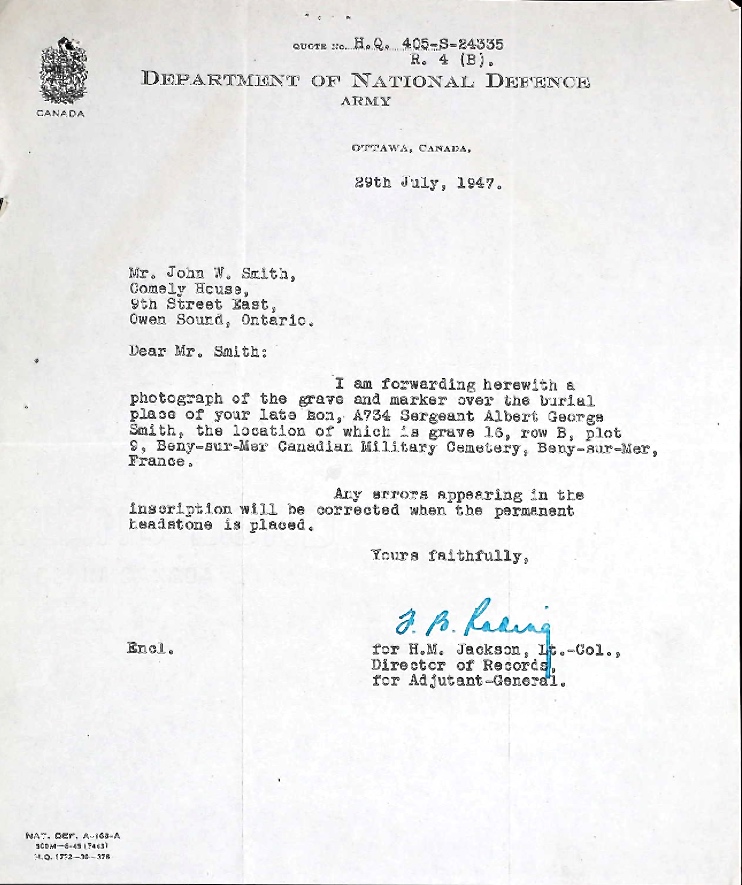 QUOTE NO. H.Q. 405-S-24335
R. 4 (B).
DEPARTMENT OF NATIONAL DEFENCE
ARMY
CANADA
OTTAWA, CANADA,
29th July, 1947.
Mr. John W. Smith,
Comely House,
9th Street East,
Owen Sound, Ontario.
Dear Mr. Smith:
I am forwarding herewith a
photograph of the grave and marker over the burial
place of your late son, A734 Sergeant Albert George
Smith, the location of which is grave 16, row B, plot
9, Beny-sur-Mer Canadian Military Cemetery, Beny-sur-Mer,
France.
Any errors appearing in the
inscription will be corrected when the permanent
headstone is placed.
Yours faithfully,
Encl.
for H.M. Jackson, Lt.-Col.,
Director of Records,
for Adjutant-General.
NAT. DEF. A-168-A